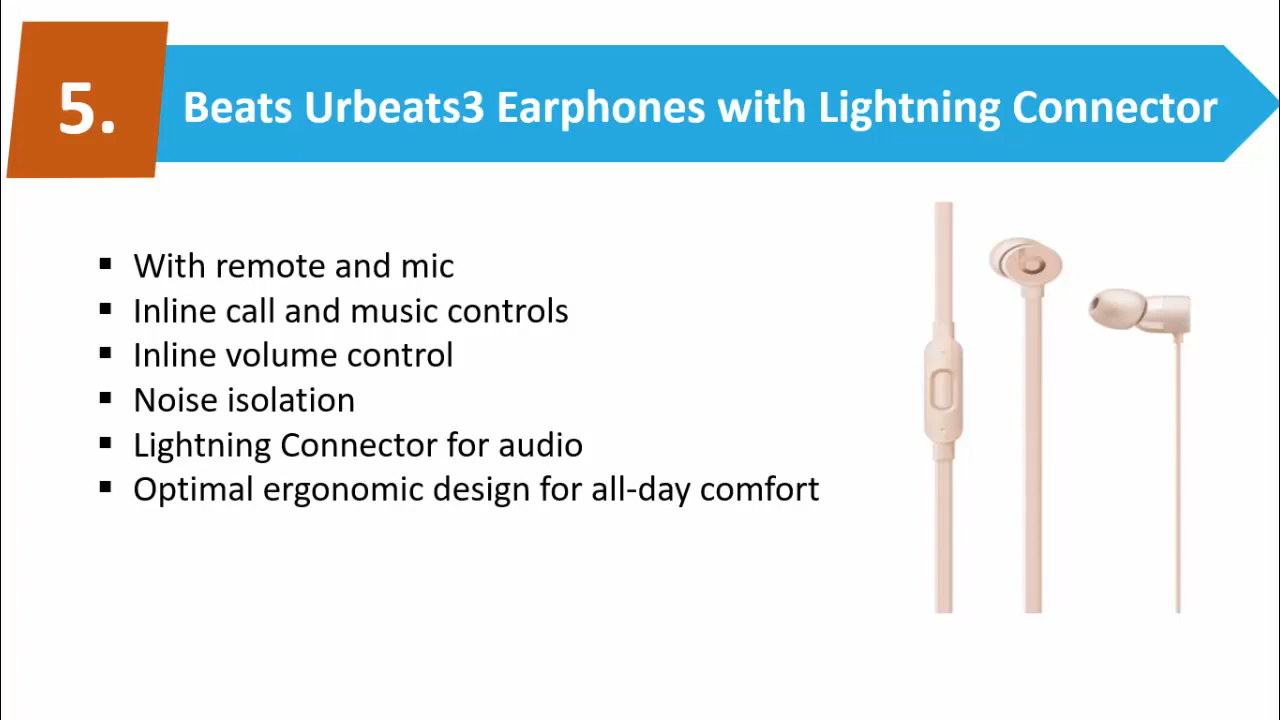 5.
Beats Urbeats3 Earphones with Lightning Connector
▪ With remote and mic
▪ Inline call and music controls
▪ Inline volume control
▪ Noise isolation
▪ Lightning Connector for audio
▪ Optimal ergonomic design for all-day comfort